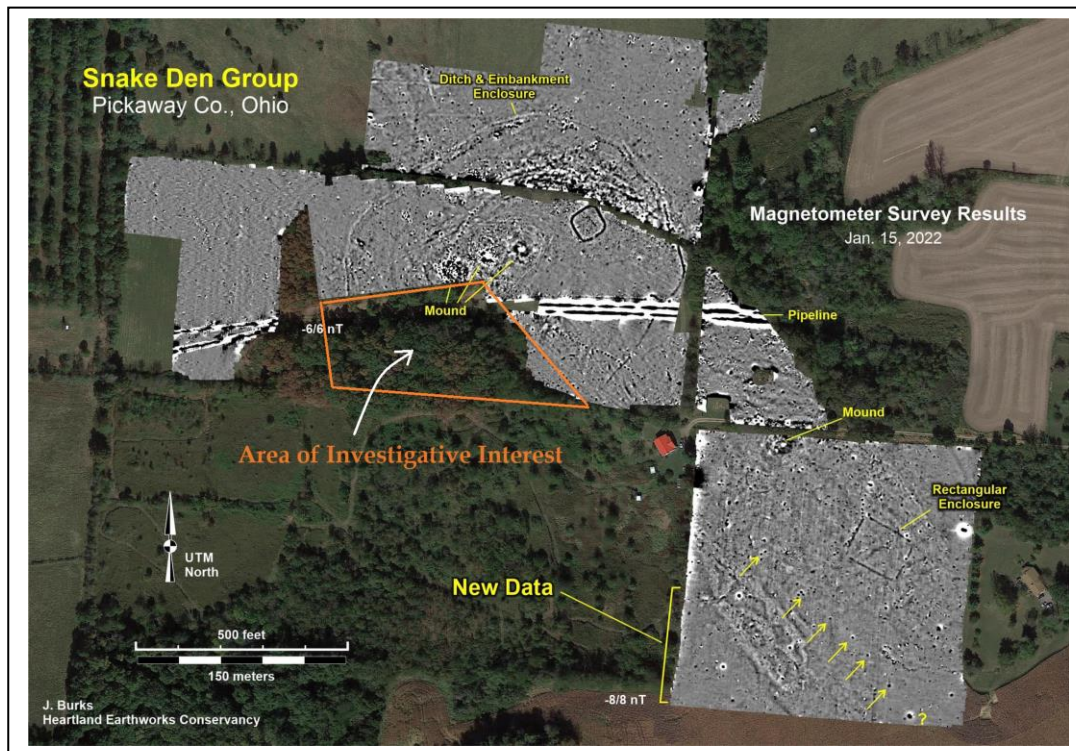 Snake Den Group
Pickaway Co., Ohio
Ditch & Embankment
Enclosure
Magnetometer Survey Results
Jan. 15, 2022
Mound
-6/6 nT
Pipeline
Area of Investigative Interest
Mound
Rectangular
Enclosure
UTM
North
New Data
500 feet
150 meters
-8/8 nT
?
J. Burks
Heartland Earthworks Conservancy